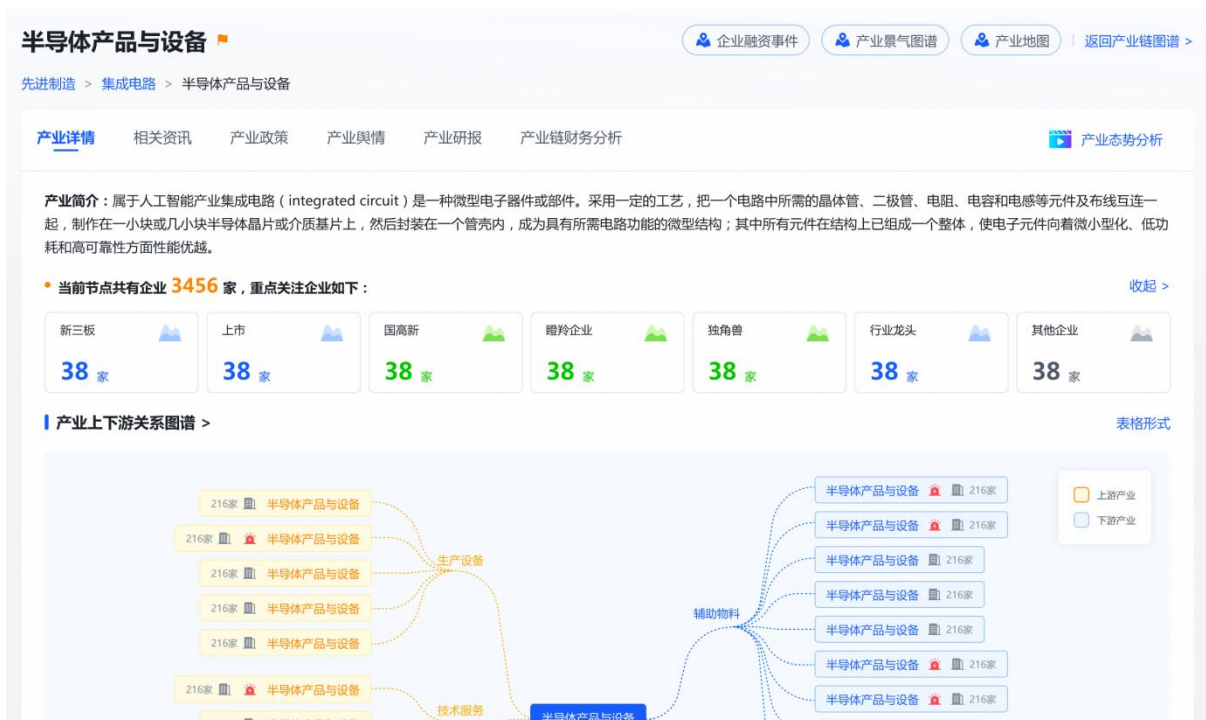 半导体产品与设备
企业融资事件
产业景气图谱
产业地图
返回产业链图谱 >
先进制造 > 集成电路 > 半导体产品与设备
产业详情 相关资讯 产业政策 产业舆情 产业研报 产业链财务分析
产业态势分析
产业简介：属于人工智能产业集成电路（integrated circuit）是一种微型电子器件或部件。采用一定的工艺，把一个电路中所需的晶体管、二极管、电阻、电容和电感等元件及布线互连一
起，制作在一小块或几小块半导体晶片或介质基片上，然后封装在一个管壳内，成为具有所需电路功能的微型结构；其中所有元件在结构上已组成一个整体，使电子元件向着微小型化、低功
耗和高可靠性方面性能优越。
当前节点共有企业 3456 家，重点关注企业如下：
收起 >
新三板
38 家
上市
38 家
国高新
38 家
瞪羚企业
38 家
独角兽
38 家
行业龙头
38 家
其他企业
38 家
产业上下游关系图谱 >
表格形式
216家 半导体产品与设备
216家 半导体产品与设备
216家 半导体产品与设备
216家 半导体产品与设备
216家 半导体产品与设备
生产设备
216家 半导体产品与设备
技术服务
半导体产品与设备
辅助物料
半导体产品与设备 216家
半导体产品与设备 216家
半导体产品与设备 216家
半导体产品与设备 216家
半导体产品与设备 216家
半导体产品与设备 216家
半导体产品与设备 216家
上游产业
下游产业